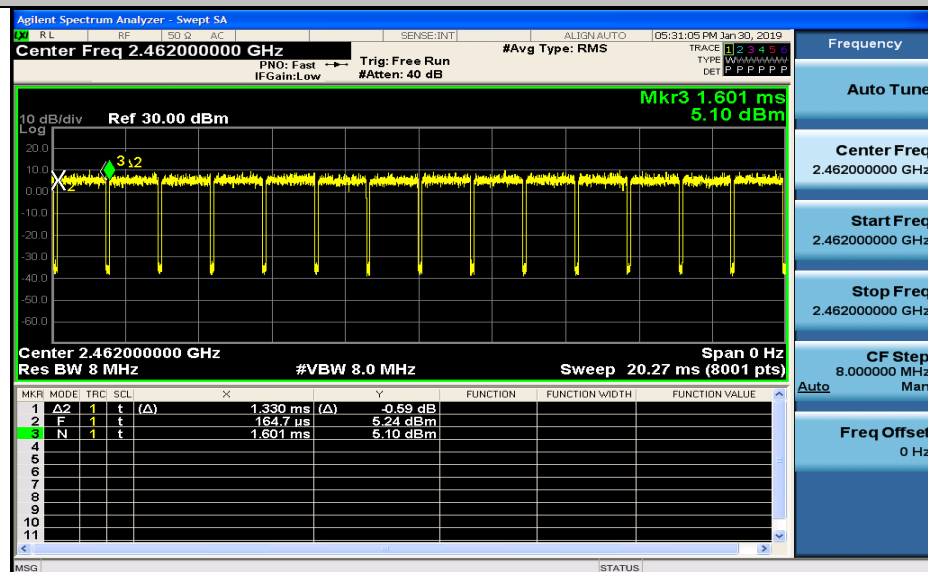 Agilent Spectrum Analyzer - Swept SA
LXI RL RF 50 Ω AC SENSE:INT ALIGN AUTO 05:31:05 PM Jan 30, 2019
Center Freq 2.462000000 GHz #Avg Type: RMS TRACE 1 2 3 4 5 6
PNO: Fast Trig: Free Run TYPE WWWWWW
IFGain:Low #Atten: 40 dB DET P P P P P P
Mkr3 1.601 ms
5.10 dBm
10 dB/div Ref 30.00 dBm
Log
20.0
10.0
0.00
-10.0
-20.0
-30.0
-40.0
-50.0
-60.0
3 Δ2
2
Center 2.462000000 GHz Span 0 Hz
Res BW 8 MHz #VBW 8.0 MHz Sweep 20.27 ms (8001 pts)
MKR MODE TRC SCL X Y FUNCTION FUNCTION WIDTH FUNCTION VALUE
1 Δ2 1 t (Δ) 1.330 ms (Δ) -0.59 dB
2 F 1 t 164.7 µs 5.24 dBm
3 N 1 t 1.601 ms 5.10 dBm
4
5
6
7
8
9
10
11
MSG STATUS
Frequency
Auto Tune
Center Freq
2.462000000 GHz
Start Freq
2.462000000 GHz
Stop Freq
2.462000000 GHz
CF Step
8.000000 MHz
Auto Man
Freq Offset
0 Hz